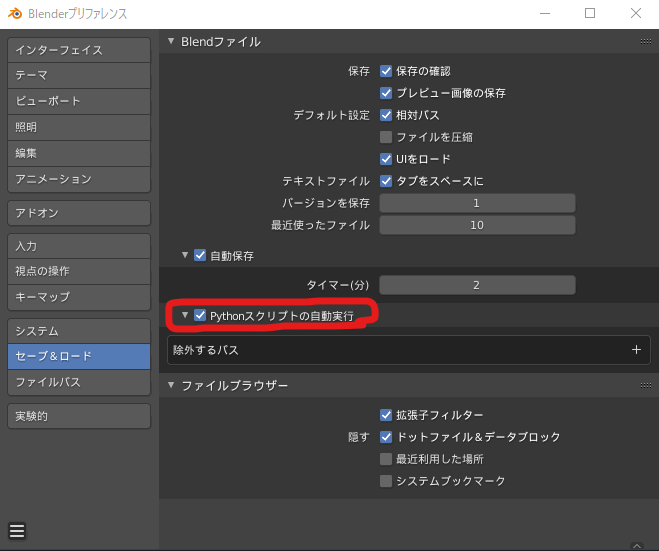 Blenderプリファレンス
インターフェイス
テーマ
ビューポート
照明
編集
アニメーション
アドオン
入力
視点の操作
キーマップ
システム
セーブ＆ロード
ファイルパス
実験的
Blendファイル
保存 保存の確認
プレビュー画像の保存
デフォルト設定 相対パス
ファイルを圧縮
UIをロード
テキストファイル タブをスペースに
バージョンを保存 1
最近使ったファイル 10
自動保存
タイマー(分) 2
Pythonスクリプトの自動実行
除外するパス
ファイルブラウザー
拡張子フィルター
隠す ドットファイル＆データブロック
最近利用した場所
システムブックマーク